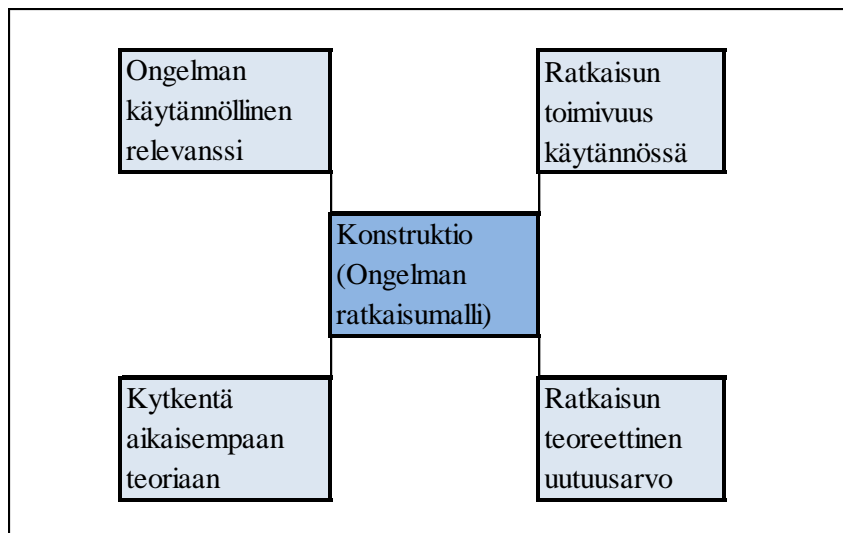 Ongelman
käytännöllinen
relevanssi
Ratkaisun
toimivuus
käytännössä
Konstruktio
(Ongelman
ratkaisumalli)
Kytkentä
aikaisempaan
teoriaan
Ratkaisun
teoreettinen
uutuusarvo